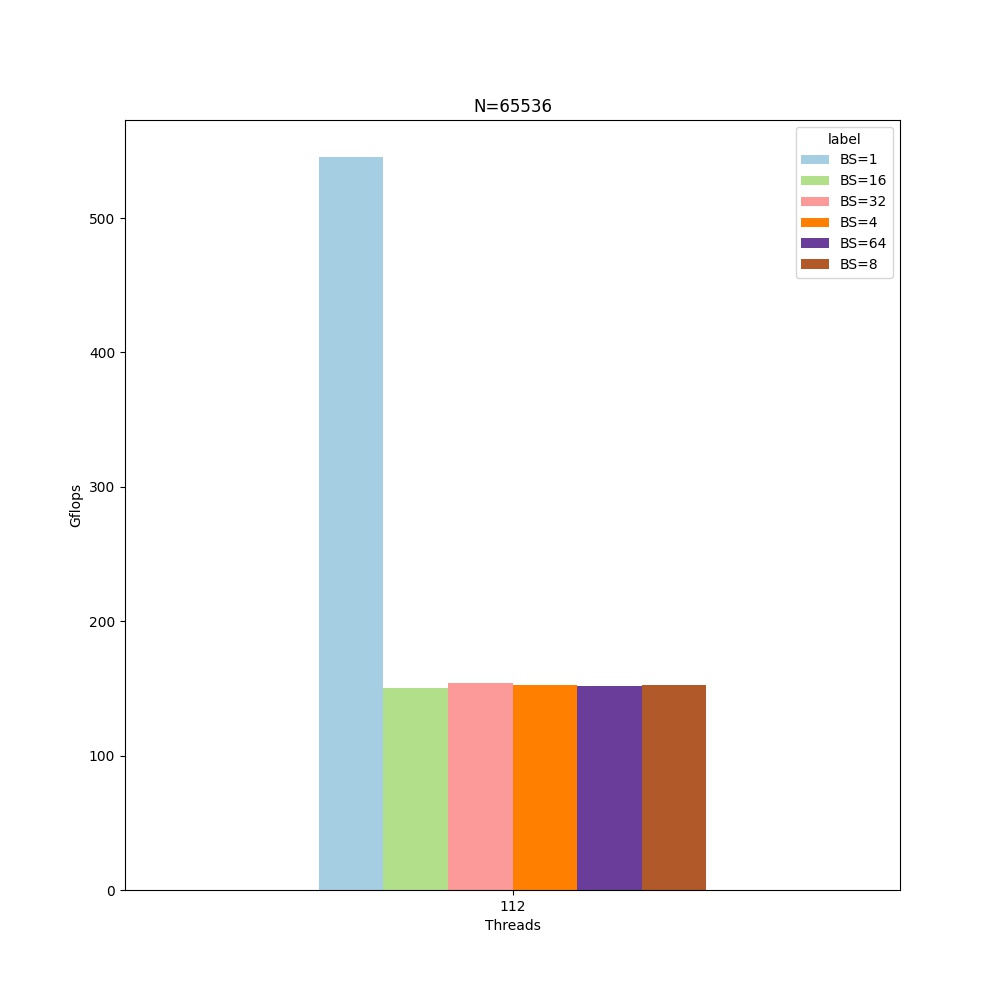 N=65536
label
BS=1
BS=16
BS=32
BS=4
BS=64
BS=8
Gflops
500
400
300
200
100
0
112
Threads